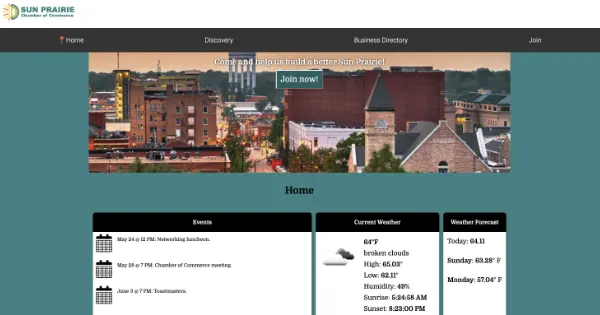 SUN PRAIRIE
Chamber of Commerce
Home
Discovery
Business Directory
Join
Come and help us build a better Sun Prairie!
Join now!
Home
Events
May 24 @ 12 PM: Networking luncheon.
May 28 @ 7 PM: Chamber of Commerce meeting.
June 3 @ 7 PM: Toastmasters.
Current Weather
64°F
broken clouds
High: 65.03°
Low: 62.11°
Humidity: 49%
Sunrise: 5:24:58 AM
Sunset: 8:23:00 PM
Weather Forecast
Today: 64.11
Sunday: 63.28° F
Monday: 57.04° F